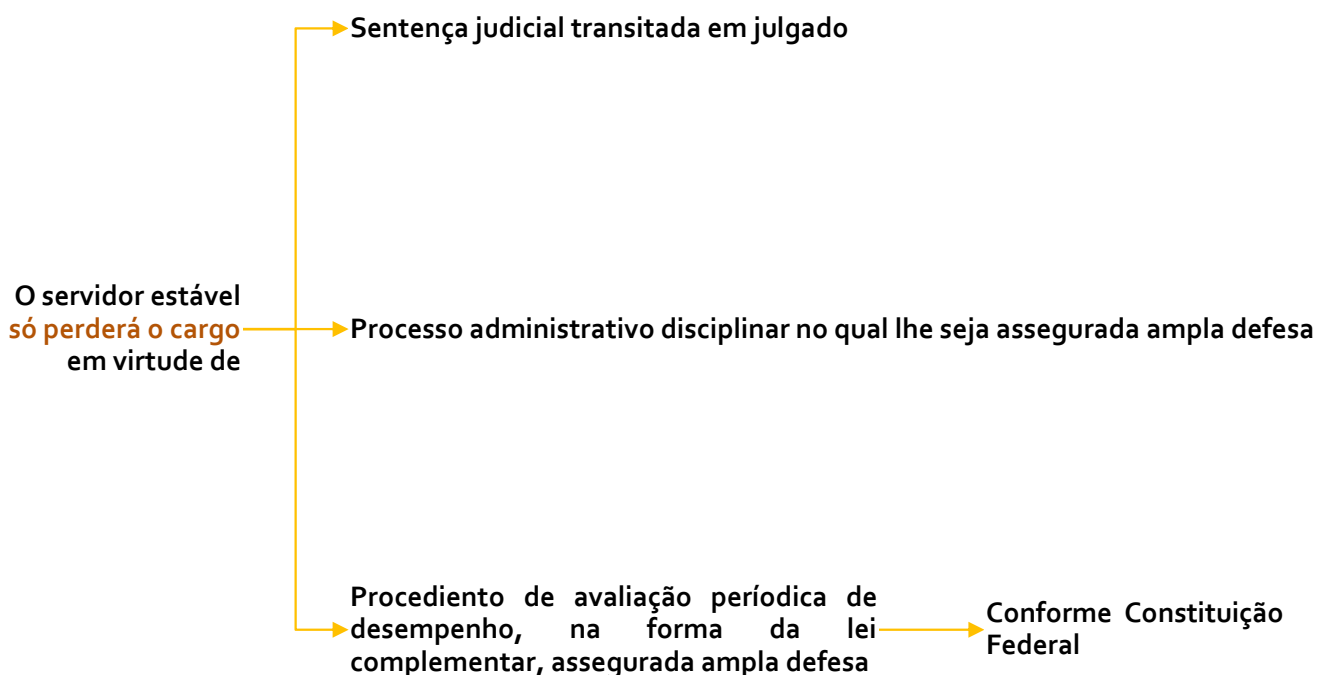 Sentença judicial transitada em julgado
O servidor estável
só perderá o cargo
em virtude de
Processo administrativo disciplinar no qual lhe seja assegurada ampla defesa
Procediento de avaliação períodica de
desempenho, na forma da lei
complementar, assegurada ampla defesa
Conforme Constituição
Federal